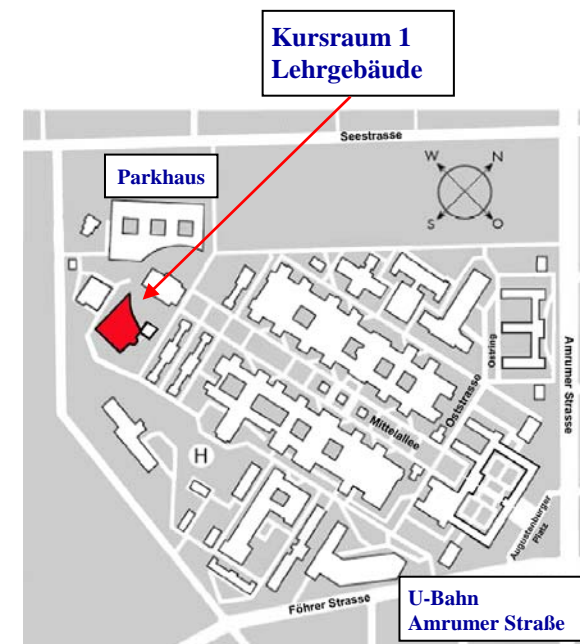 Kursraum 1
Lehrgebäude
Seestrasse
Parkhaus
W
N
S
O
Ostring
Amrumer Strasse
Oststrasse
Mittelallee
H
Augustenburger
Platz
Föhrer Strasse
U-Bahn
Amrumer Straße